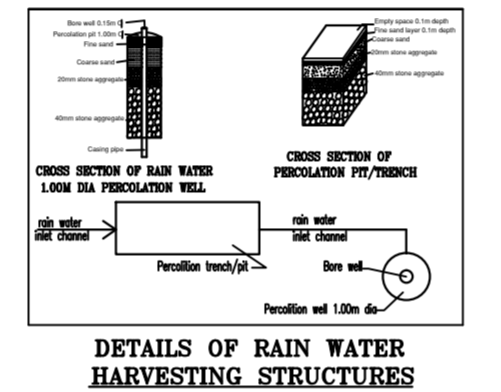 Bore well 0.15m
Percolation pit 1.00m
Fine sand
Coarse sand
20mm stone aggregate
40mm stone aggregate
Casing pipe
CROSS SECTION OF RAIN WATER
1.00M DIA PERCOLATION WELL
Empty space 0.1m depth
Fine sand layer 0.1m depth
Coarse sand
20mm stone aggregate
40mm stone aggregate
CROSS SECTION OF
PERCOLATION PIT/TRENCH
rain water
inlet channel
Percolition trench/pit
rain water
inlet channel
Bore well
Percolition well 1.00m dia
DETAILS OF RAIN WATER
HARVESTING STRUCTURES